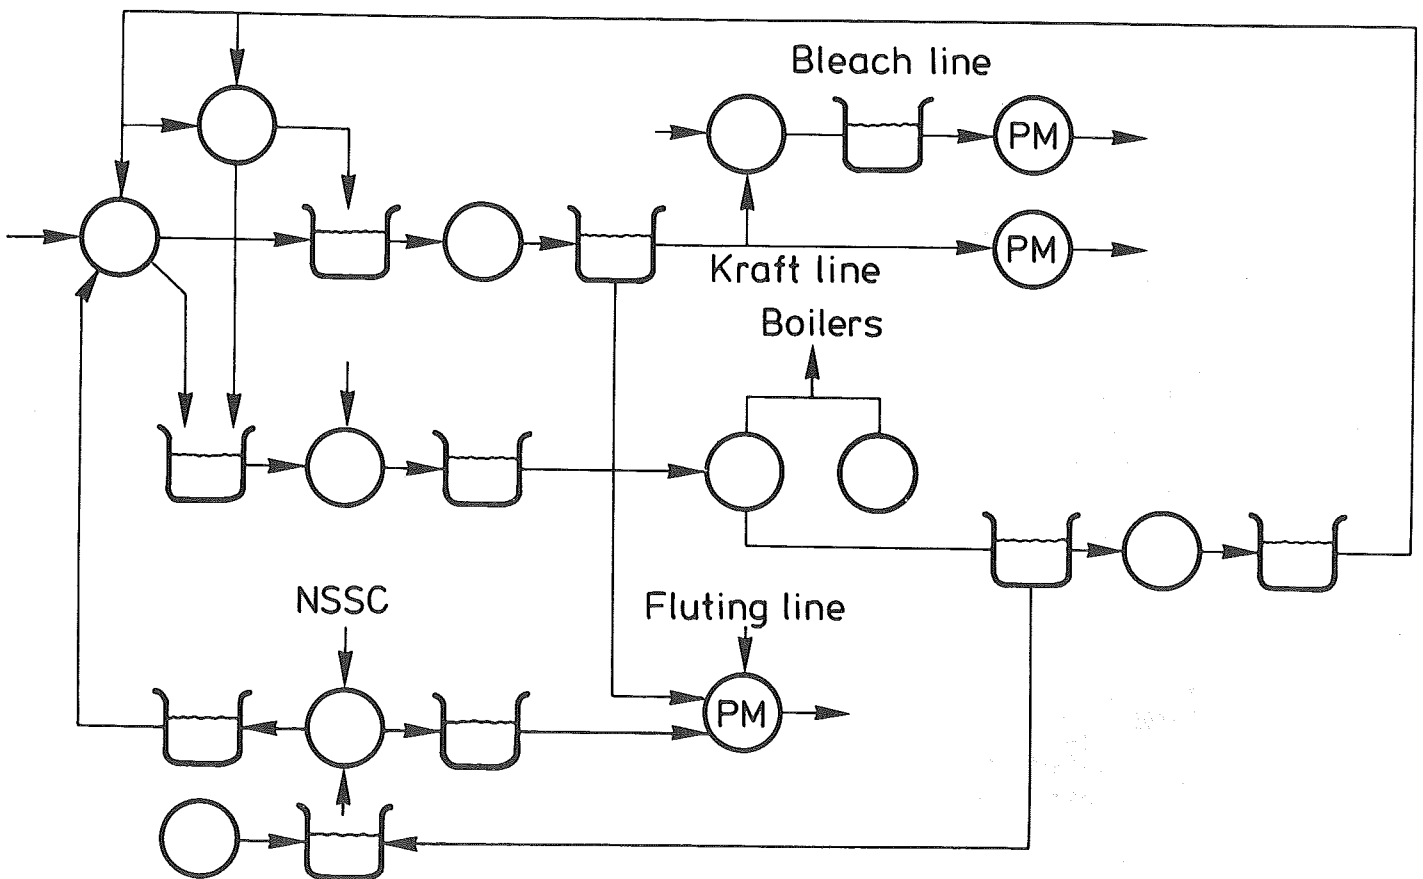 Bleach line
PM
PM
Kraft line
Boilers
NSSC
Fluting line
PM